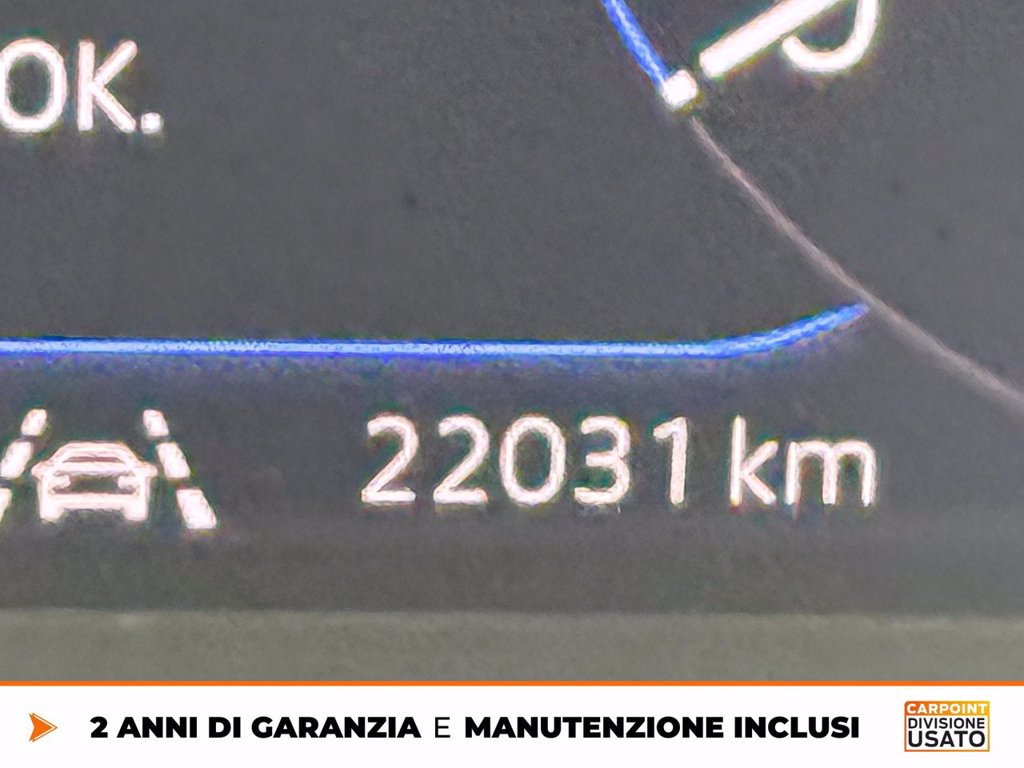 OK.
22031 km
2 ANNI DI GARANZIA E MANUTENZIONE INCLUSI
CARPOINT
DIVISIONE
USATO